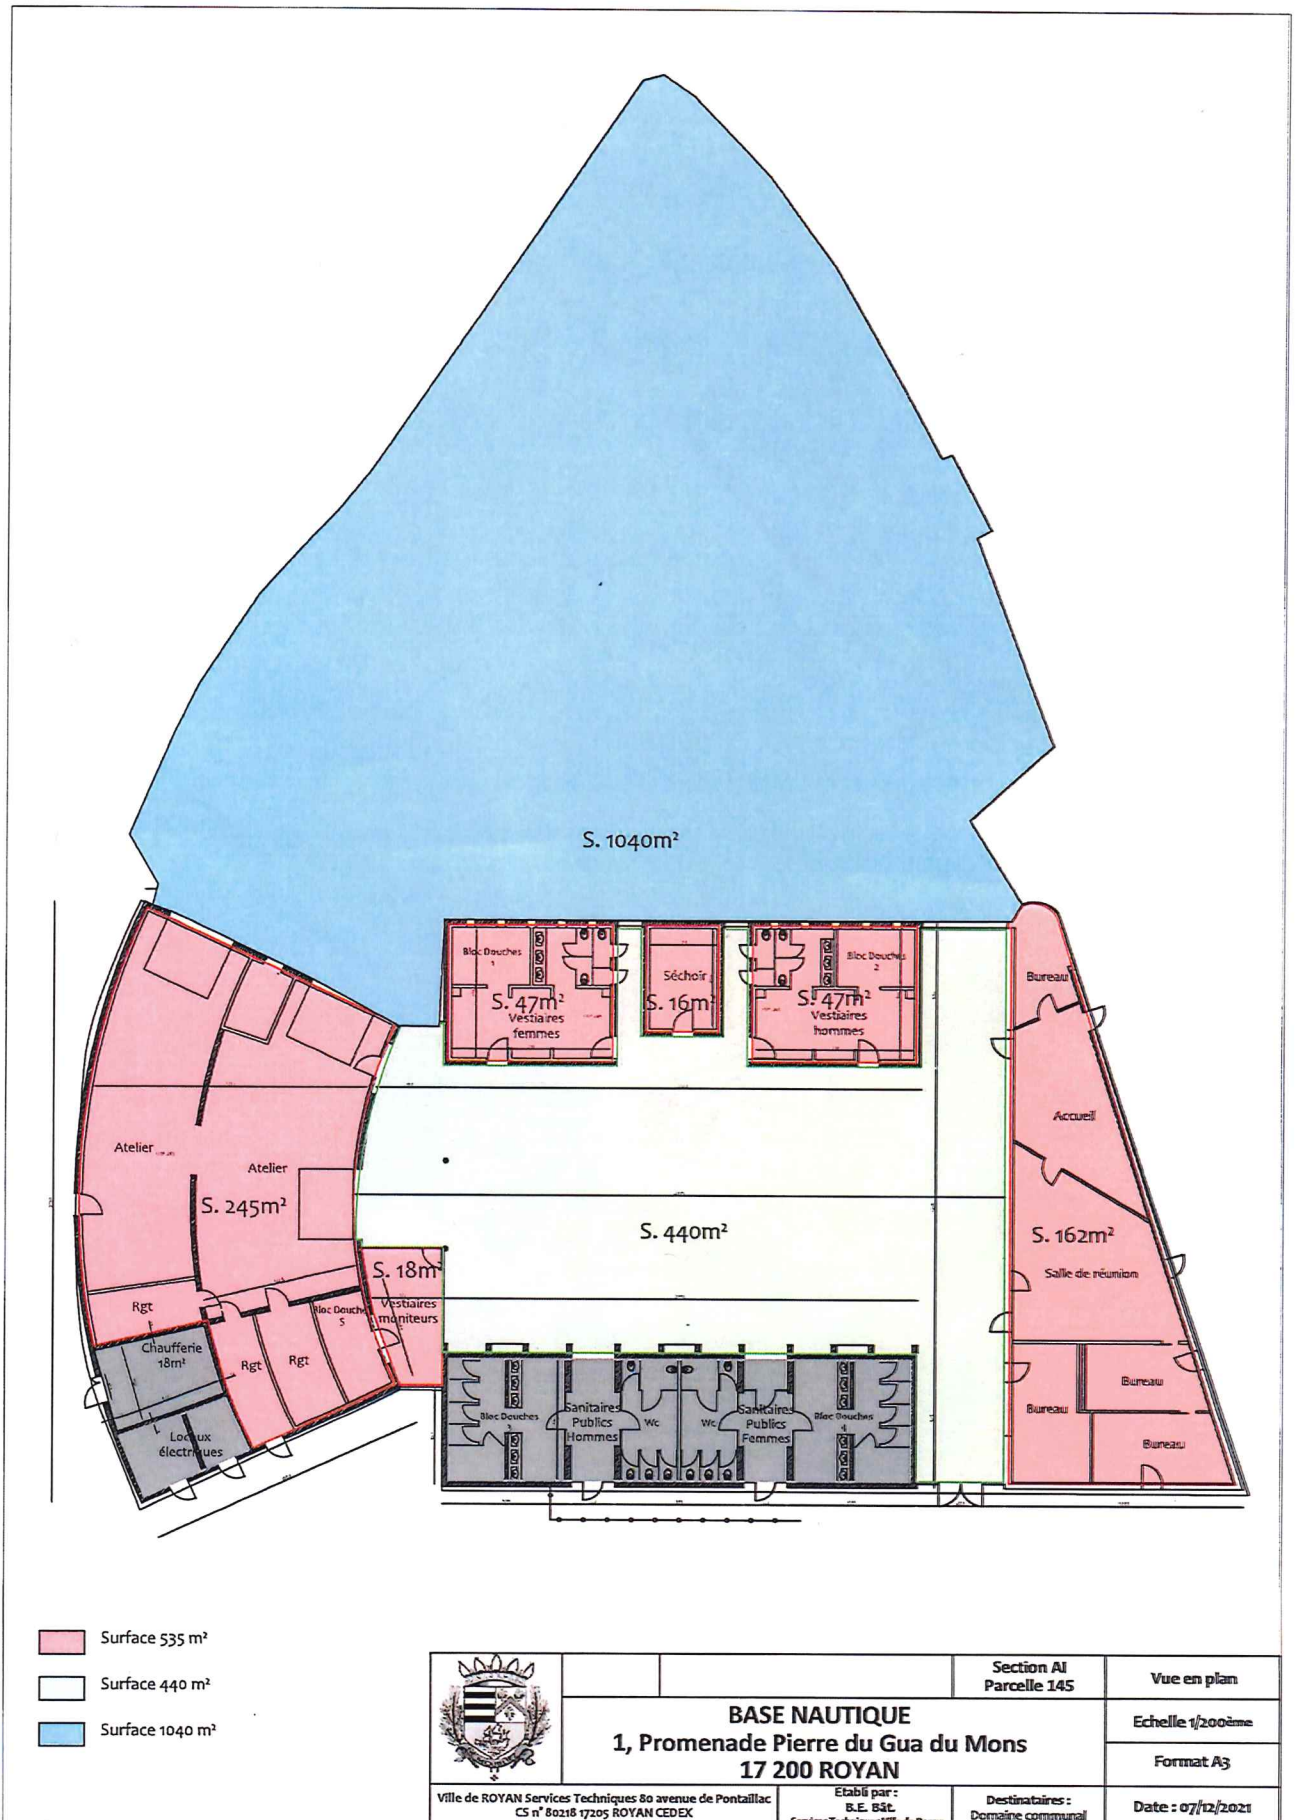 S. 1040m²
Bloc Douches
1
S. 47m²
Vestiaires
femmes
Séchoir
S. 16m²
Bloc Douches
2
S. 47m²
Vestiaires
hommes
Bureau
Accueil
S. 162m²
Salle de réunion
Bureau
Bureau
Bureau
Atelier
Atelier
S. 245m²
S. 440m²
S. 18m²
Vestiaires
moniteurs
Rgt
Bloc Douches
5
Chaufferie
18m²
Rgt
Rgt
Locaux
électriques
Bloc Douches
3
Sanitaires
Publics
Hommes
Wc
Wc
Sanitaires
Publics
Femmes
Bloc Douches
4
Surface 535 m²
Surface 440 m²
Surface 1040 m²
Section AI
Parcelle 145
Vue en plan
BASE NAUTIQUE
1, Promenade Pierre du Gua du Mons
17 200 ROYAN
Echelle 1/200ème
Format A3
Ville de ROYAN Services Techniques 80 avenue de Pontaillac
CS n° 80218 17205 ROYAN CEDEX
Etabli par :
B.E. Bât.
Destinataires :
Domaine communal
Date : 07/12/2021